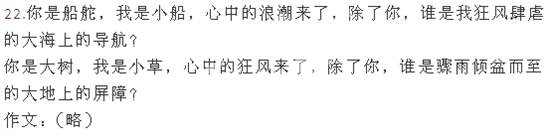 22.你是船舵，我是小船，心中的浪潮来了，除了你，谁是我狂风肆虐
的大海上的导航？
你是大树，我是小草，心中的狂风来了，除了你，谁是骤雨倾盆而至
的大地上的屏障？
作文：（略）